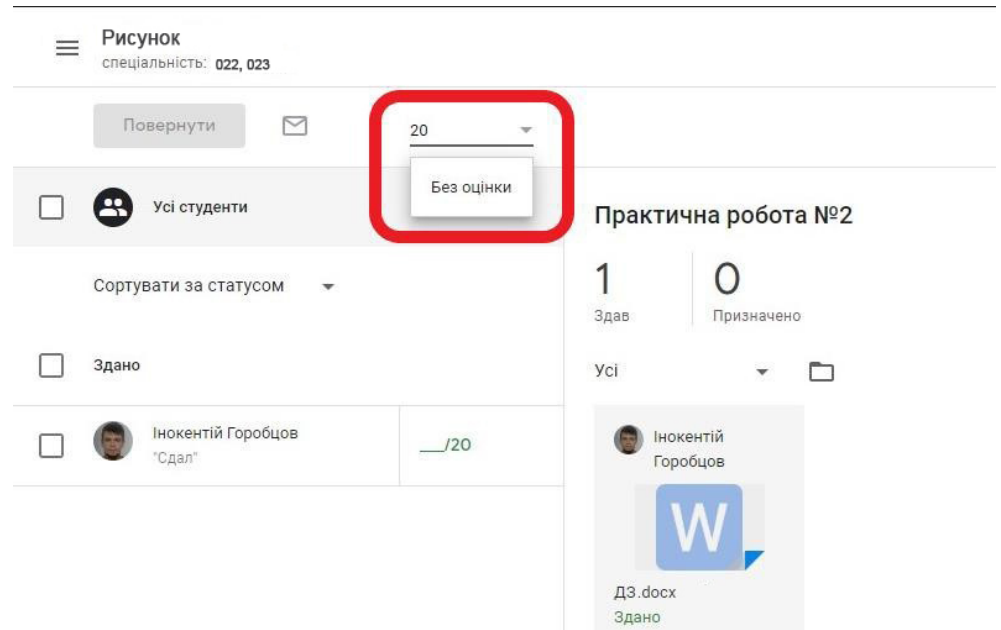 Рисунок
спеціальність: 022, 023
Повернути
20
Без оцінки
Усі студенти
Сортувати за статусом
Здано
Інокентій Горобцов
"Сдал"
__/20
Практична робота №2
1 0
Здав Призначено
Усі
Інокентій
Горобцов
W
ДЗ.docx
Здано